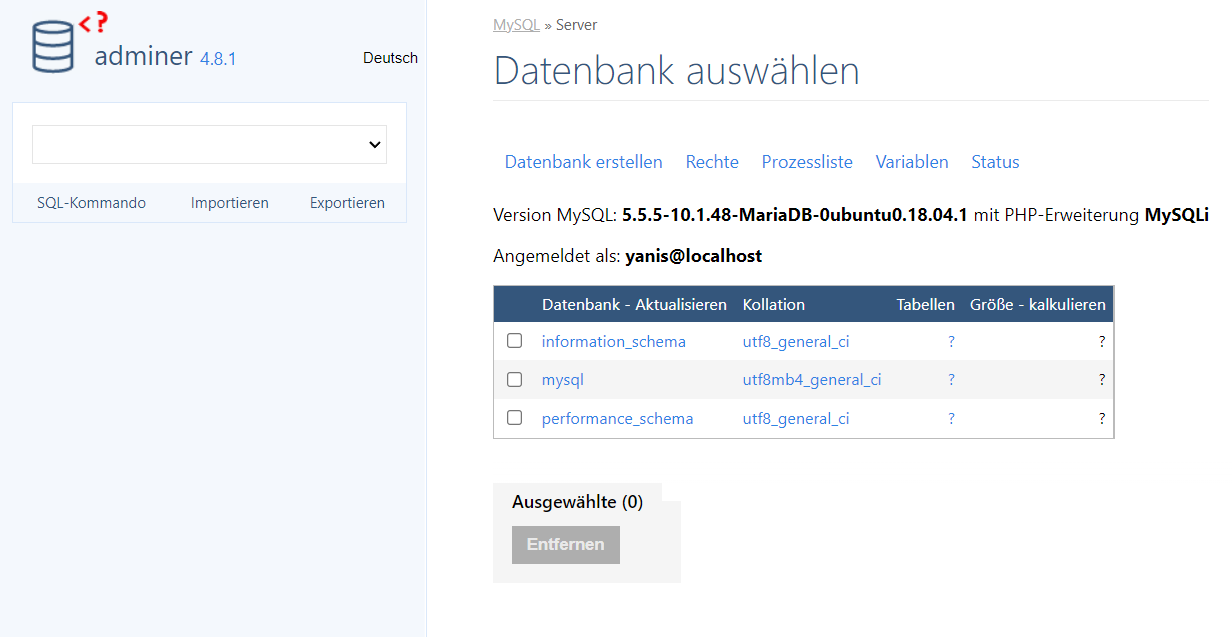 <?
adminer 4.8.1
Deutsch
SQL-Kommando Importieren Exportieren
MySQL » Server
Datenbank auswählen
Datenbank erstellen Rechte Prozessliste Variablen Status
Version MySQL: 5.5.5-10.1.48-MariaDB-0ubuntu0.18.04.1 mit PHP-Erweiterung MySQLi
Angemeldet als: yanis@localhost
Datenbank - Aktualisieren Kollation Tabellen Größe - kalkulieren
information_schema utf8_general_ci ? ?
mysql utf8mb4_general_ci ? ?
performance_schema utf8_general_ci ? ?
Ausgewählte (0)
Entfernen